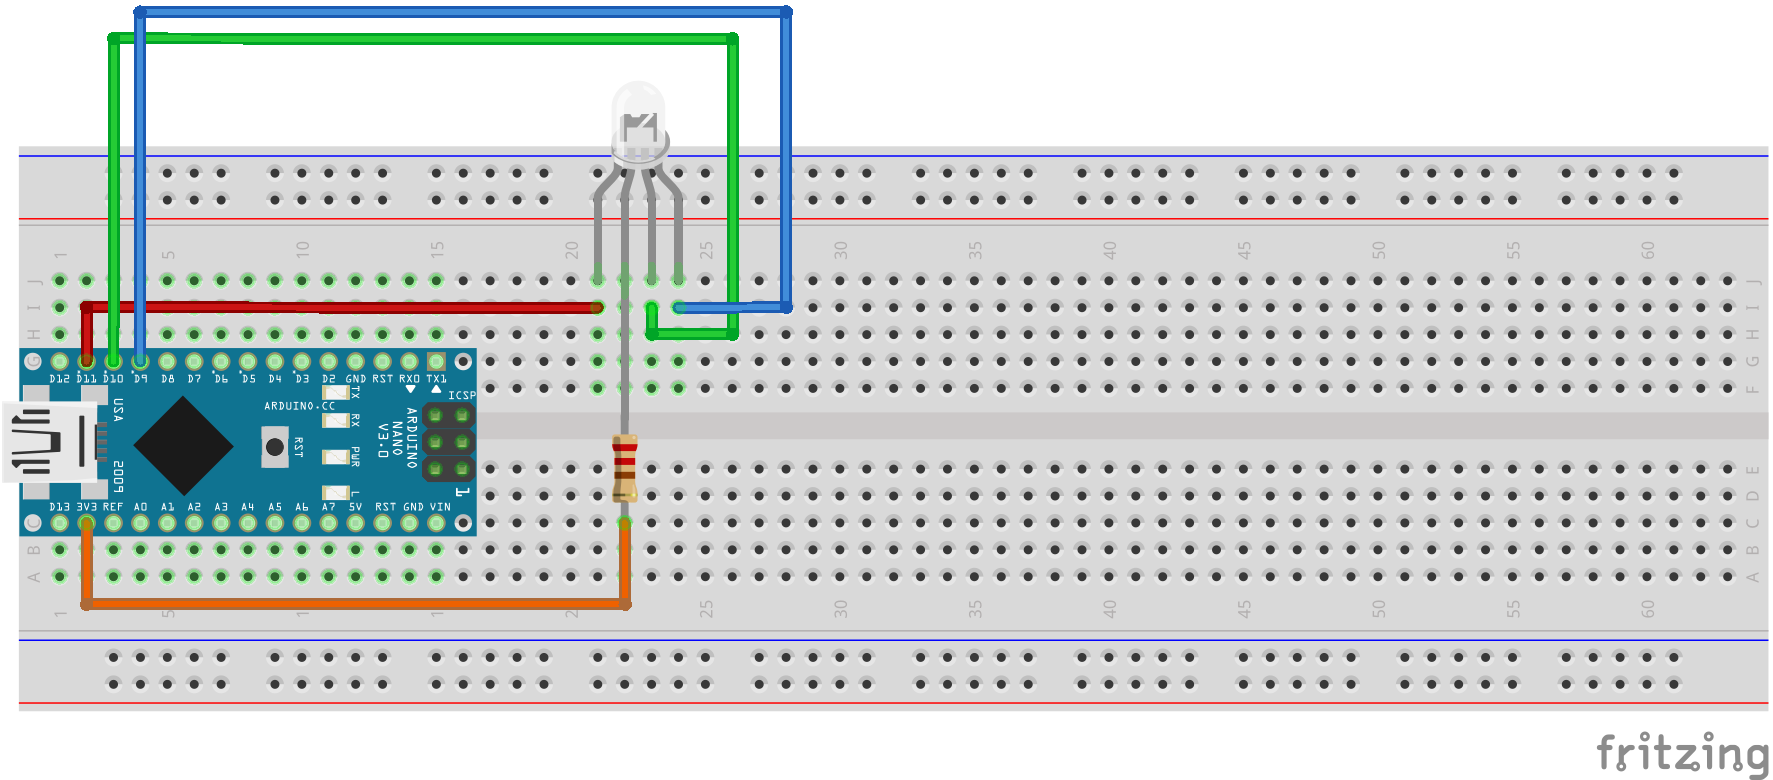 1 5 10 15 20 25 30 35 40 45 50 55 60
J J
I I
H H
G G
D12 D11 D10 D9 D8 D7 D6 D5 D4 D3 D2 GND RST RX0 TX1
F
TX ICSP
USA ARDUINO.CC
RX
ARDUINO
NANO
V3.0
RST
PWR
2009
L
1
E
D
D13 3V3 REF A0 A1 A2 A3 A4 A5 A6 A7 5V RST GND VIN
C C
B B
A A
1 5 1 1 2 25 30 35 40 45 50 55 60
fritzing